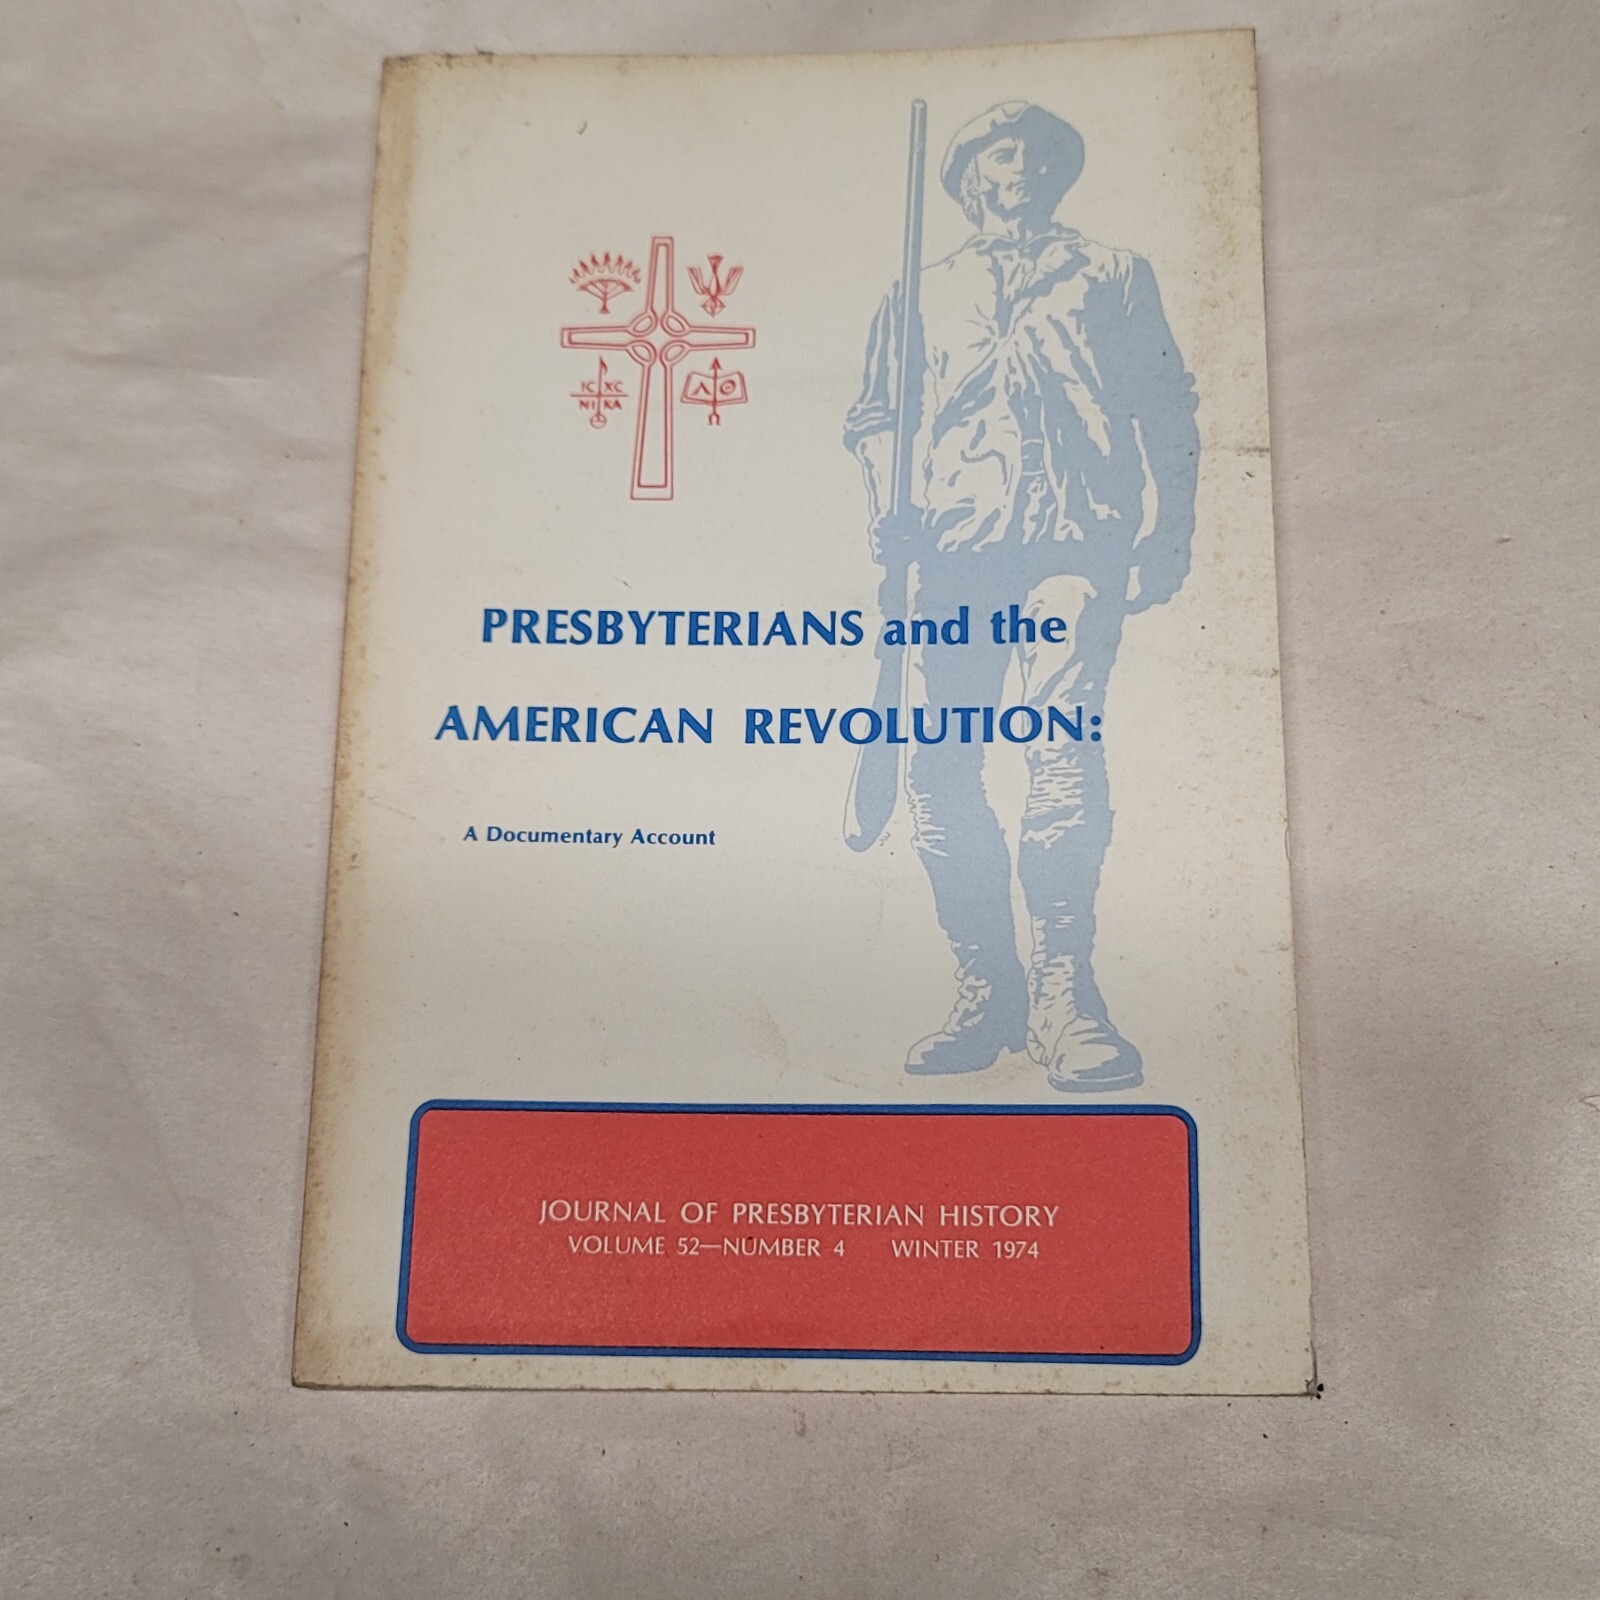 IC XC
NI KA
Λ Θ
Ω
PRESBYTERIANS and the
AMERICAN REVOLUTION:
A Documentary Account
JOURNAL OF PRESBYTERIAN HISTORY
VOLUME 52—NUMBER 4 WINTER 1974